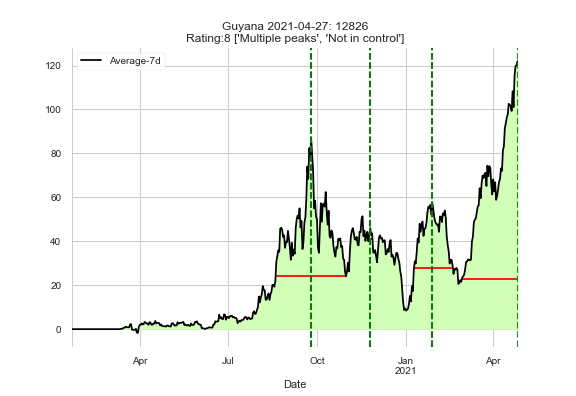 Guyana 2021-04-27: 12826
Rating:8 ['Multiple peaks', 'Not in control']
Average-7d
120
100
80
60
40
20
0
Apr
Jul
Oct
Jan
2021
Apr
Date